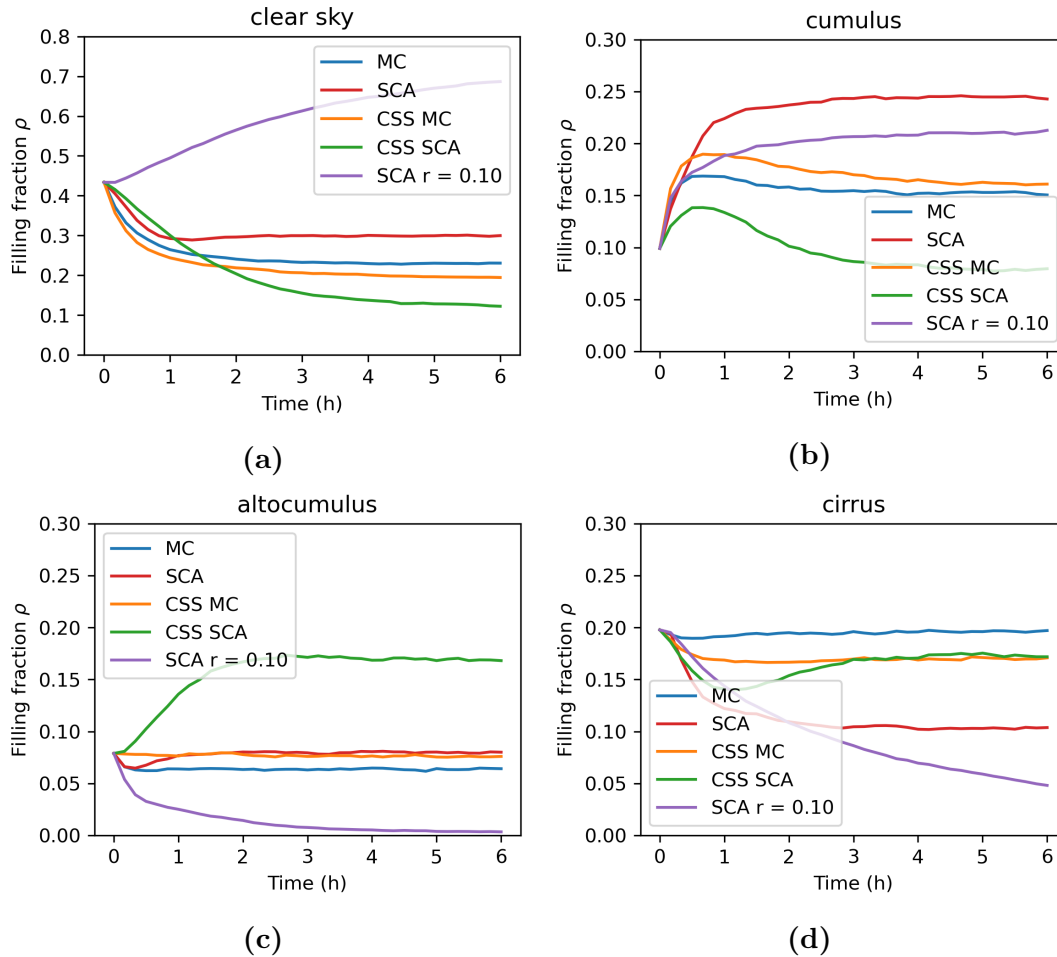 clear sky
Filling fraction ρ
0.8
0.7
0.6
0.5
0.4
0.3
0.2
0.1
0.0
MC
SCA
CSS MC
CSS SCA
SCA r = 0.10
0 1 2 3 4 5 6
Time (h)
(a)
cumulus
Filling fraction ρ
0.30
0.25
0.20
0.15
0.10
0.05
0.00
MC
SCA
CSS MC
CSS SCA
SCA r = 0.10
0 1 2 3 4 5 6
Time (h)
(b)
altocumulus
Filling fraction ρ
0.30
0.25
0.20
0.15
0.10
0.05
0.00
MC
SCA
CSS MC
CSS SCA
SCA r = 0.10
0 1 2 3 4 5 6
Time (h)
(c)
cirrus
Filling fraction ρ
0.30
0.25
0.20
0.15
0.10
0.05
0.00
MC
SCA
CSS MC
CSS SCA
SCA r = 0.10
0 1 2 3 4 5 6
Time (h)
(d)